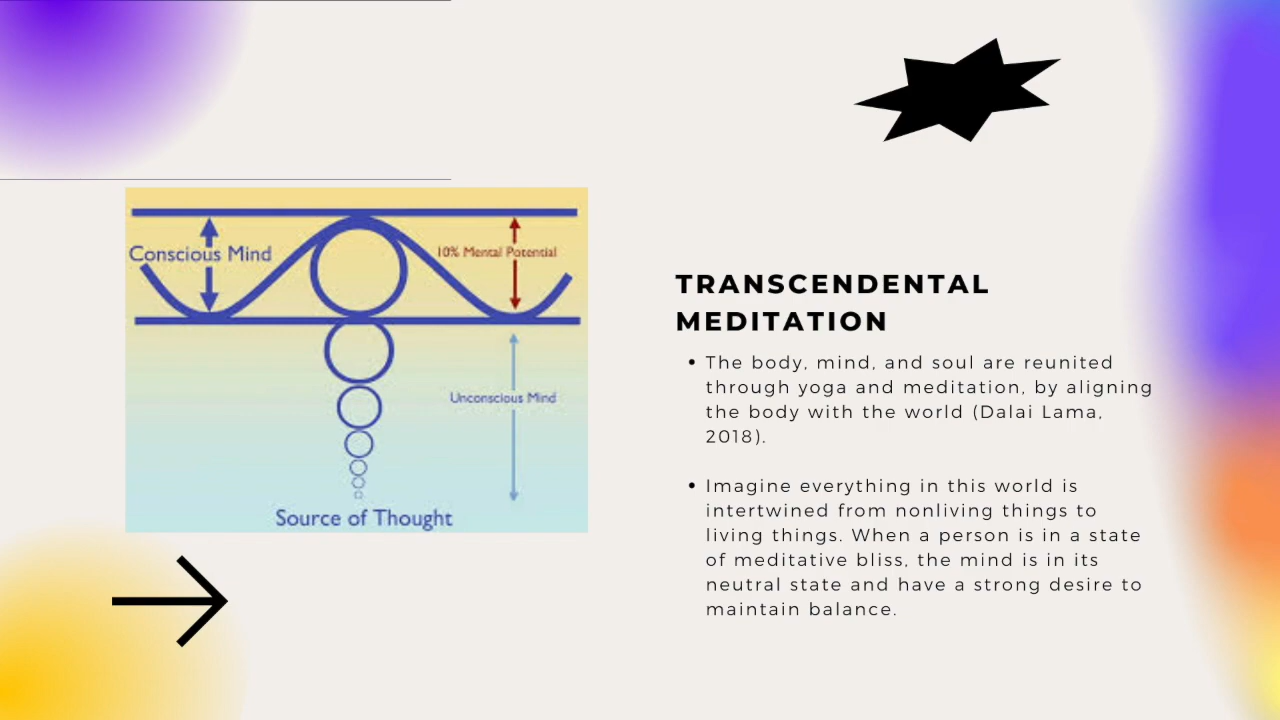 Conscious Mind
10% Mental Potential
Unconscious Mind
Source of Thought
TRANSCENDENTAL
MEDITATION
• The body, mind, and soul are reunited
through yoga and meditation, by aligning
the body with the world (Dalai Lama,
2018).
• Imagine everything in this world is
intertwined from nonliving things to
living things. When a person is in a state
of meditative bliss, the mind is in its
neutral state and have a strong desire to
maintain balance.